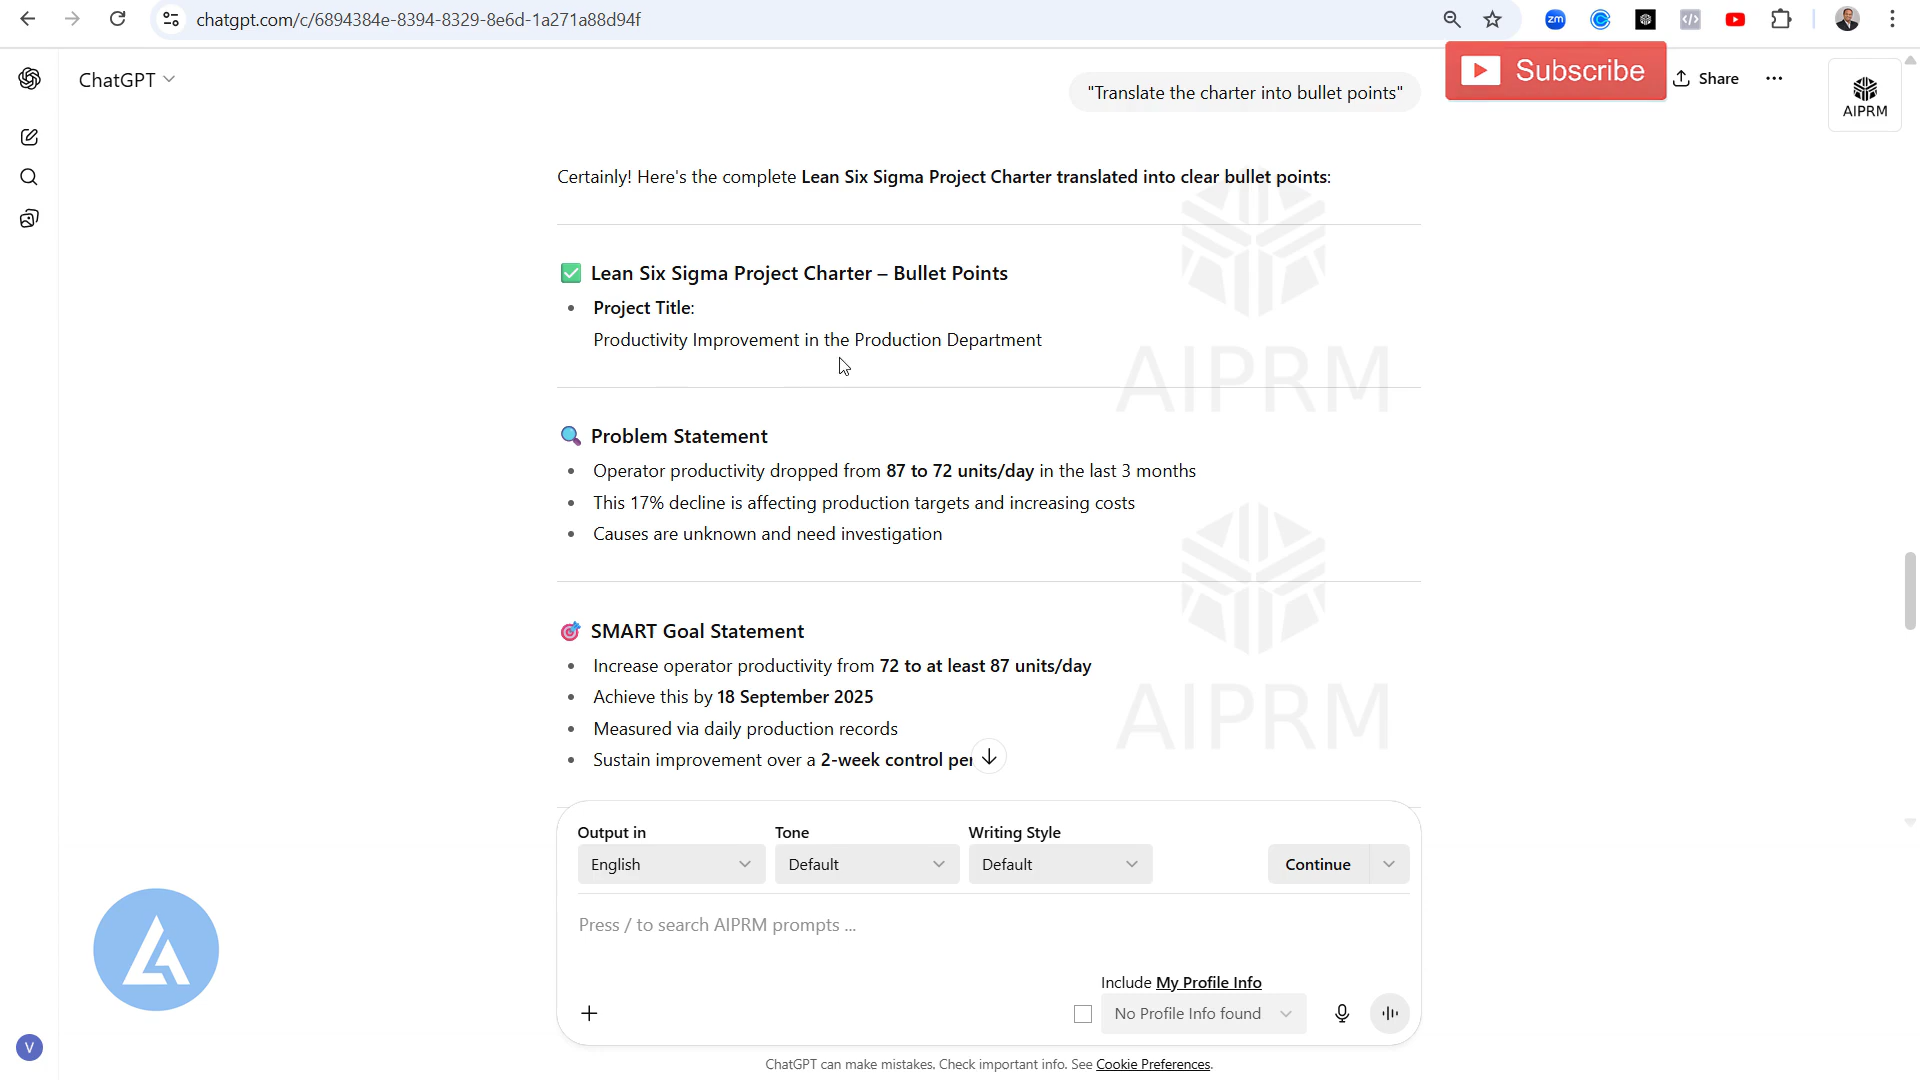 chatgpt.com/c/6894384e-8394-8329-8e6d-1a271a88d94f
zm
Subscribe
ChatGPT
"Translate the charter into bullet points"
Share
AIPRM
Certainly! Here's the complete Lean Six Sigma Project Charter translated into clear bullet points:
Lean Six Sigma Project Charter – Bullet Points
Project Title:
Productivity Improvement in the Production Department
AIPRM
Problem Statement
Operator productivity dropped from 87 to 72 units/day in the last 3 months
This 17% decline is affecting production targets and increasing costs
Causes are unknown and need investigation
SMART Goal Statement
Increase operator productivity from 72 to at least 87 units/day
Achieve this by 18 September 2025
AIPRM
Measured via daily production records
Sustain improvement over a 2-week control per
Output in
Tone
Writing Style
English
Default
Default
Continue
Press / to search AIPRM prompts ...
Include My Profile Info
No Profile Info found
V
ChatGPT can make mistakes. Check important info. See Cookie Preferences.